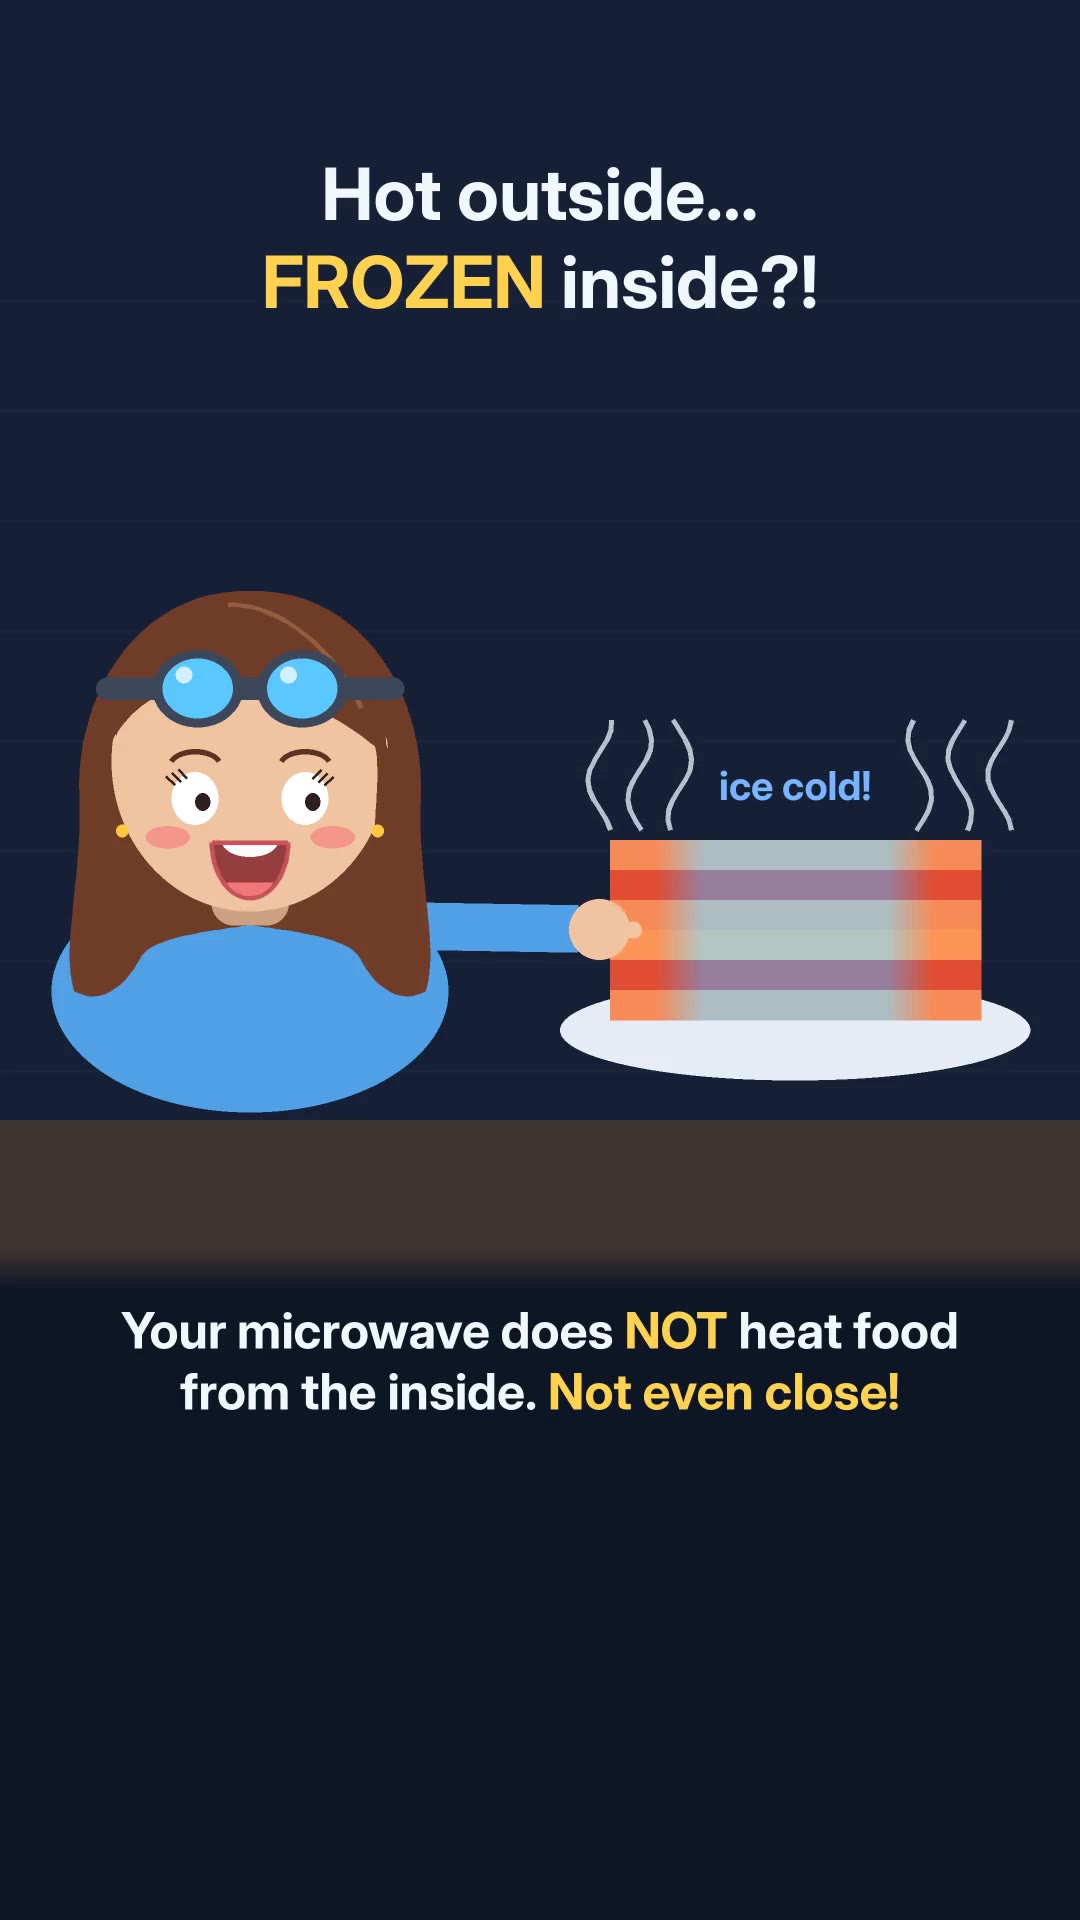 Hot outside...
FROZEN inside?!
ice cold!
Your microwave does NOT heat food
from the inside. Not even close!